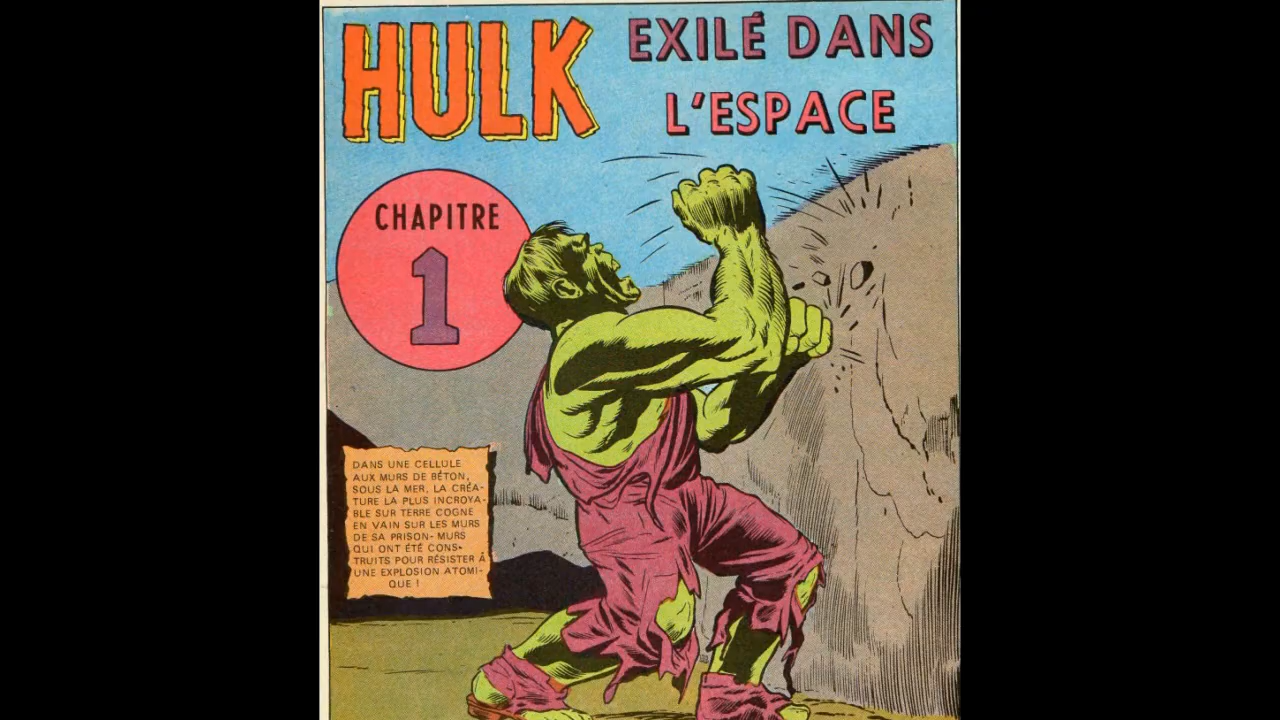 HULK
EXILÉ DANS
L'ESPACE
CHAPITRE
1
DANS UNE CELLULE
AUX MURS DE BÉTON,
SOUS LA MER, LA CRÉA-
TURE LA PLUS INCROYA-
BLE SUR TERRE COGNE
EN VAIN SUR LES MURS
DE SA PRISON-MURS
QUI ONT ÉTÉ CONS-
TRUITS POUR RÉSISTER À
UNE EXPLOSION ATOMI-
QUE !